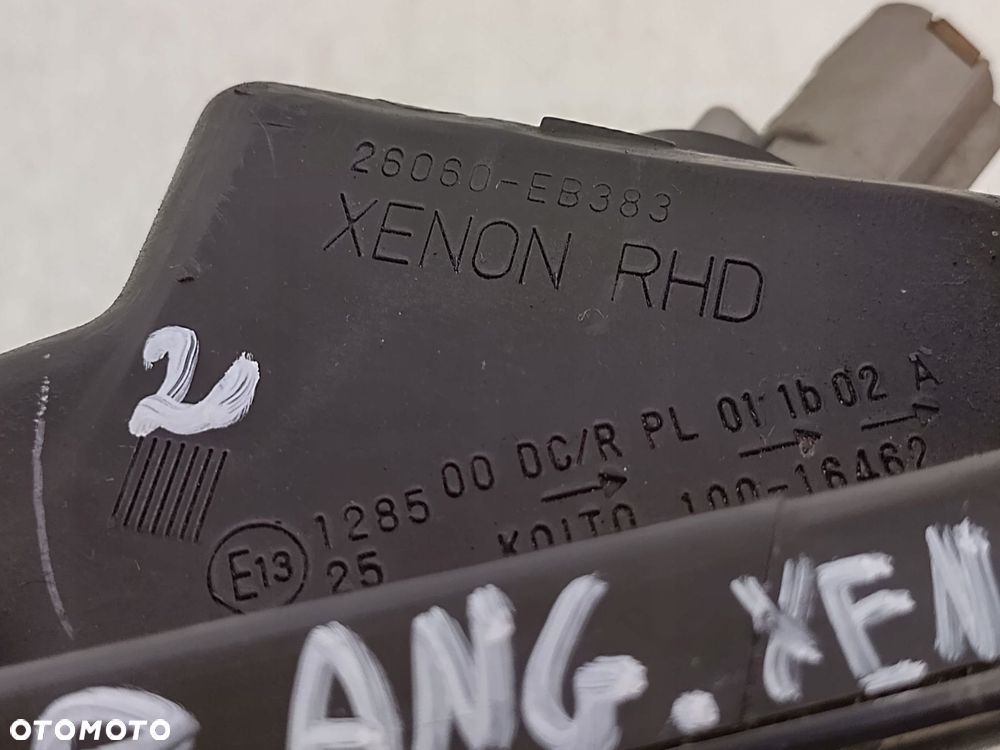 26060-EB383
XENON RHD
2
00 DC/R PL 01 1b 02 A
1285
E13 25 KOITO 100-16462
ANG. XEN
OTOMOTO